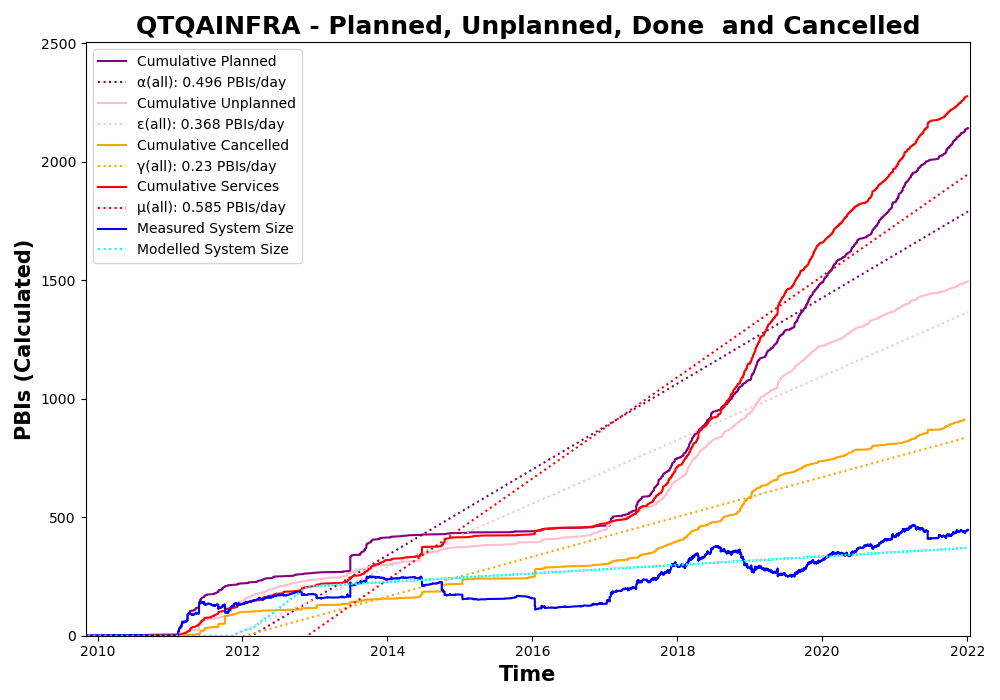 QTQAINFRA - Planned, Unplanned, Done  and Cancelled
Cumulative Planned
α(all): 0.496 PBIs/day
Cumulative Unplanned
ε(all): 0.368 PBIs/day
Cumulative Cancelled
γ(all): 0.23 PBIs/day
Cumulative Services
μ(all): 0.585 PBIs/day
Measured System Size
Modelled System Size
PBIs (Calculated)
2500
2000
1500
1000
500
0
2010 2012 2014 2016 2018 2020 2022
Time